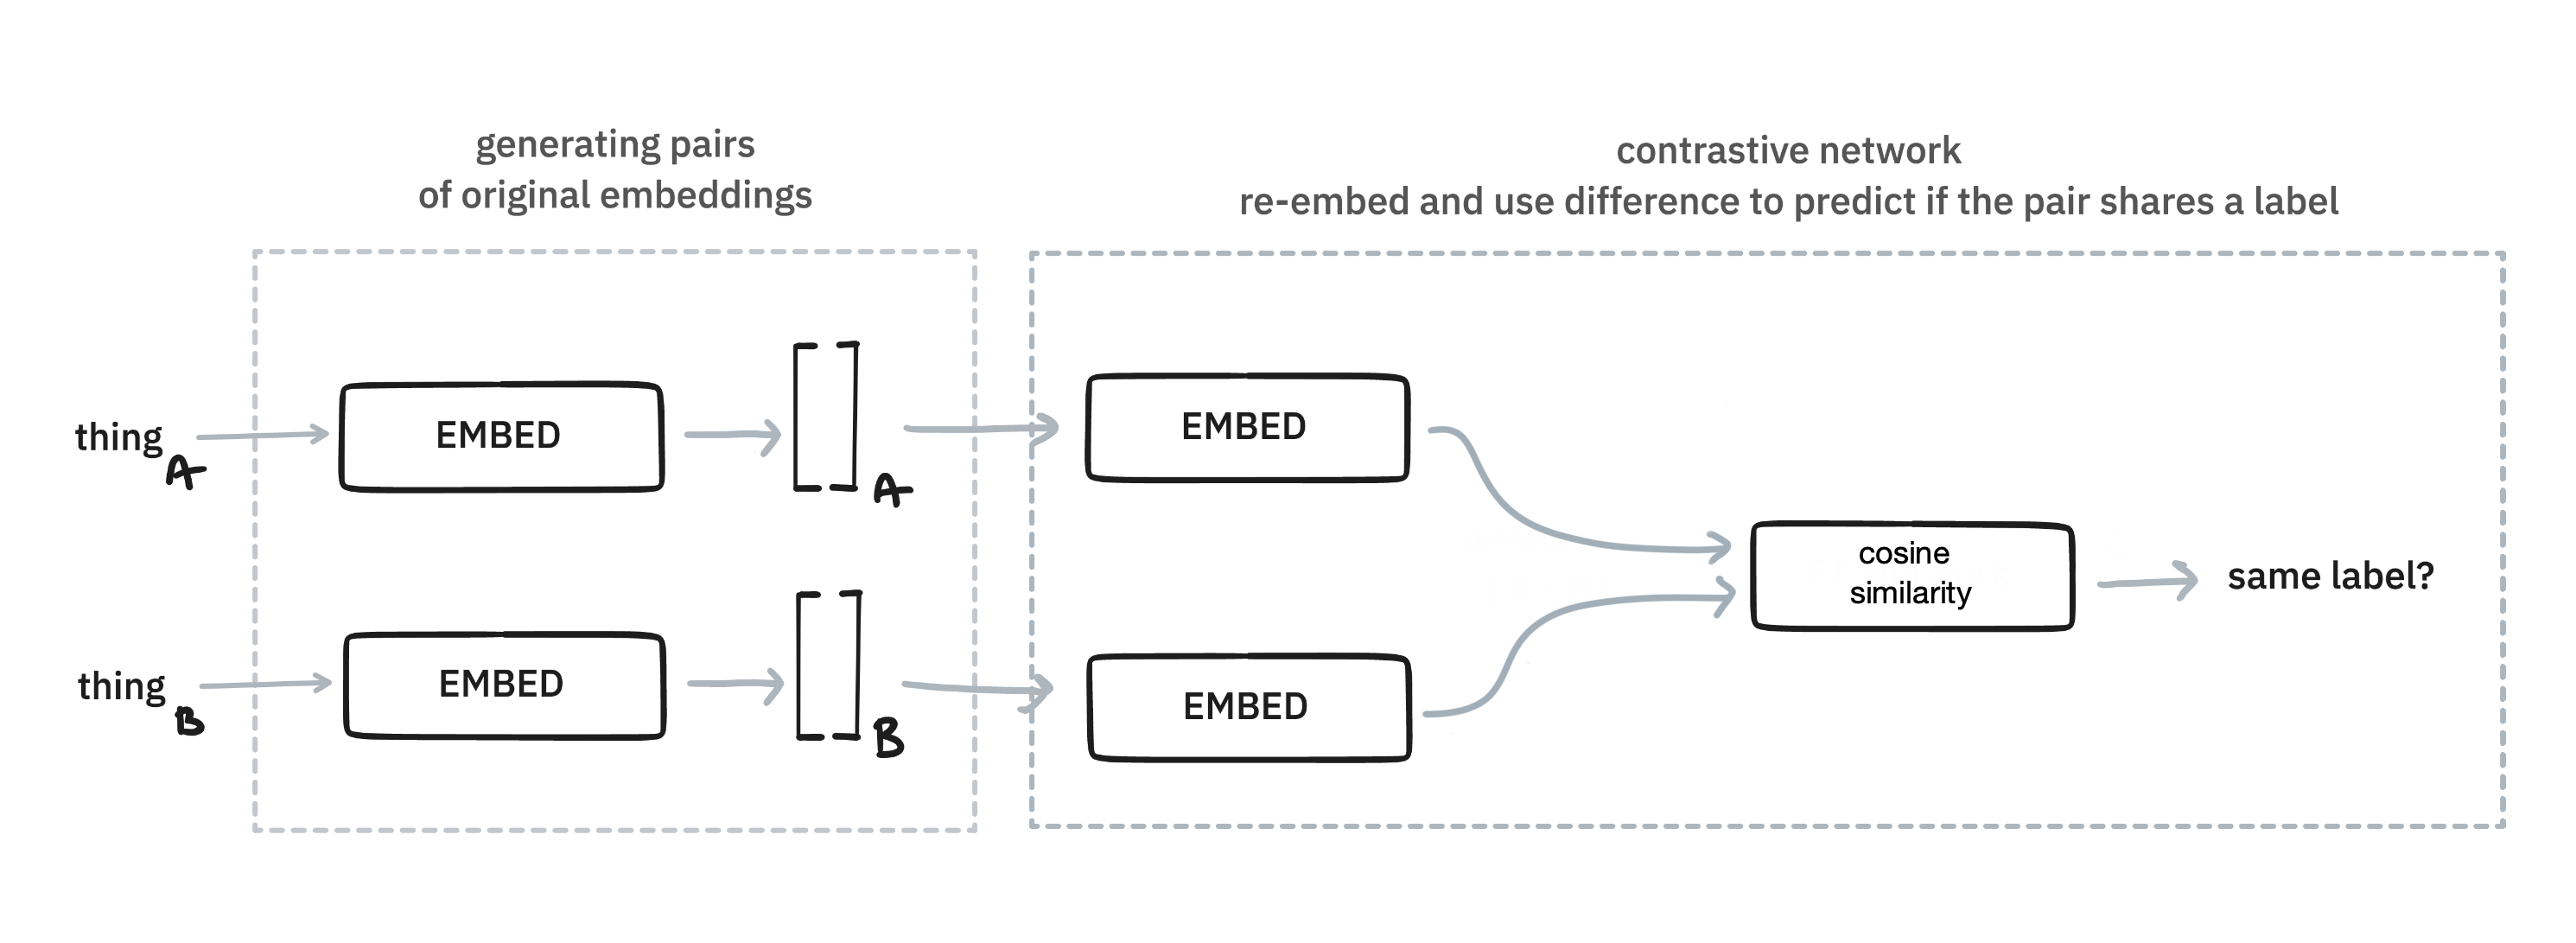 generating pairs
of original embeddings
contrastive network
re-embed and use difference to predict if the pair shares a label
thing A
EMBED
A
EMBED
cosine
similarity
same label?
thing B
EMBED
B
EMBED